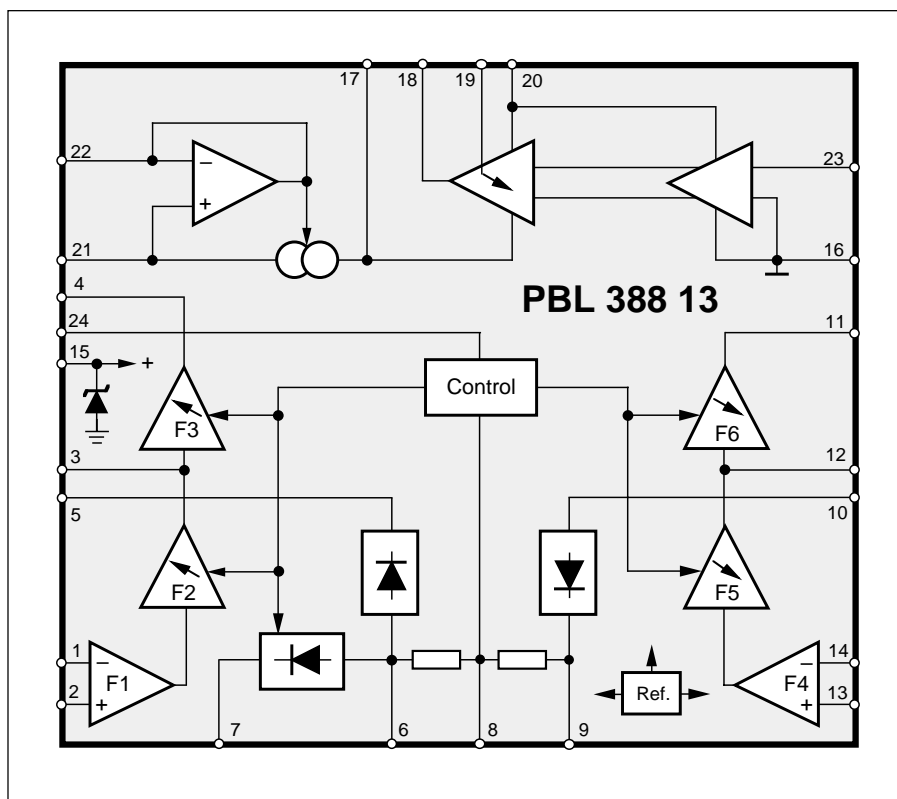 17 18 19 20
22 − 23
+
21 16
4 PBL 388 13
24 11
15 +
Control
F3 F6
3 12
5 10
F2 F5
1 − − 14
F1 F4
2 + Ref. + 13
7 6 8 9